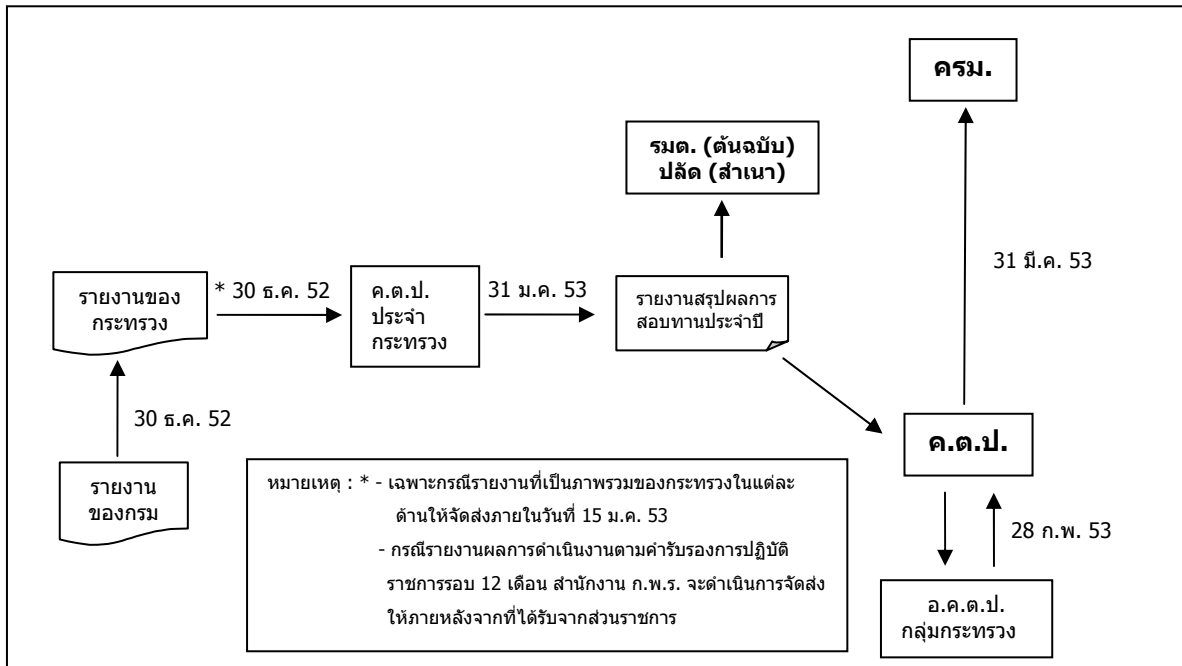 ครม.
รมต. (ต้นฉบับ)
ปลัด (สำเนา)
31 มี.ค. 53
รายงานของ
กระทรวง
* 30 ธ.ค. 52
ค.ต.ป.
ประจำ
กระทรวง
31 ม.ค. 53
รายงานสรุปผลการ
สอบทานประจำปี
30 ธ.ค. 52
ค.ต.ป.
รายงาน
ของกรม
หมายเหตุ : * - เฉพาะกรณีรายงานที่เป็นภาพรวมของกระทรวงในแต่ละ
ด้านให้จัดส่งภายในวันที่ 15 ม.ค. 53
- กรณีรายงานผลการดำเนินงานตามคำรับรองการปฏิบัติ
ราชการรอบ 12 เดือน สำนักงาน ก.พ.ร. จะดำเนินการจัดส่ง
ให้ภายหลังจากที่ได้รับจากส่วนราชการ
28 ก.พ. 53
อ.ค.ต.ป.
กลุ่มกระทรวง